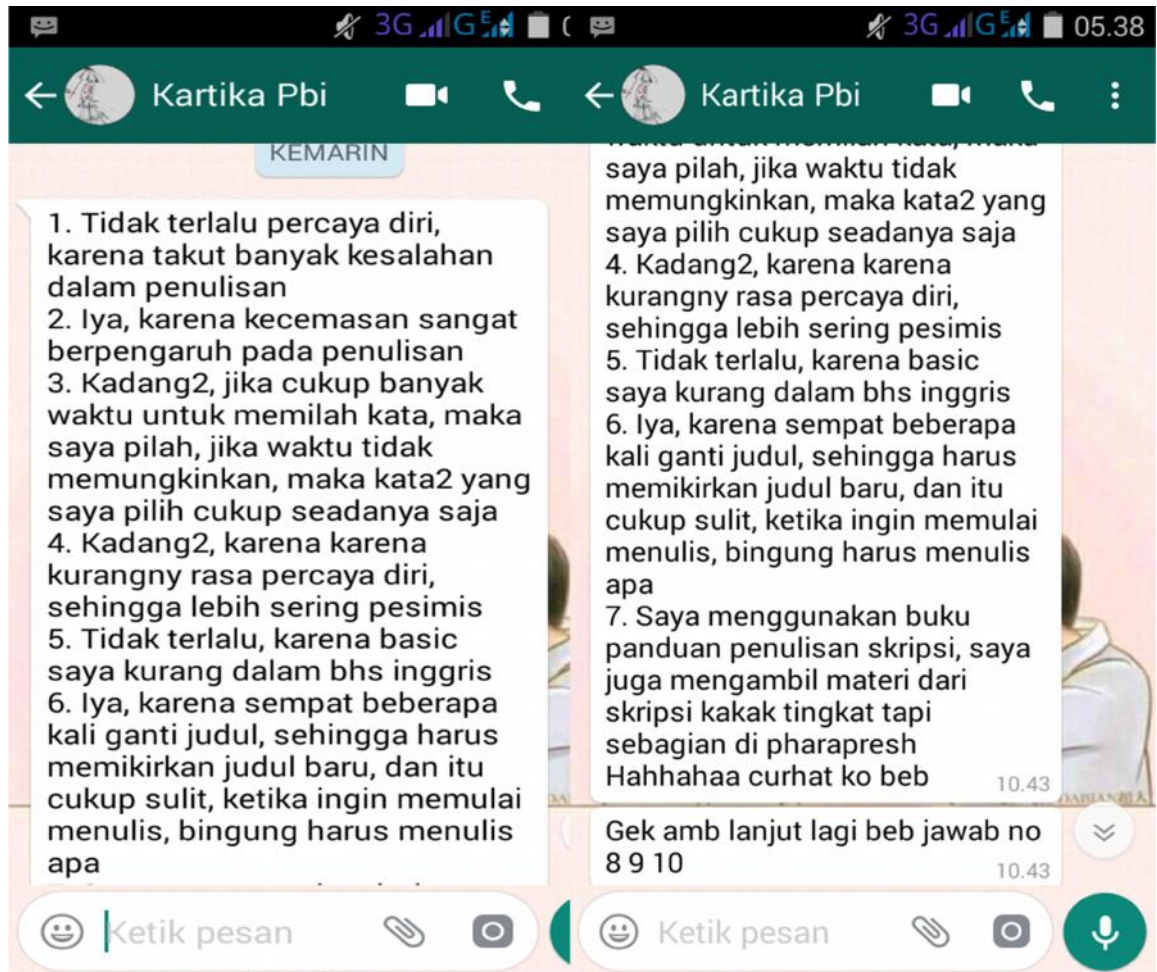 3G G E
Kartika Pbi
KEMARIN
1. Tidak terlalu percaya diri,
karena takut banyak kesalahan
dalam penulisan
2. Iya, karena kecemasan sangat
berpengaruh pada penulisan
3. Kadang2, jika cukup banyak
waktu untuk memilah kata, maka
saya pilah, jika waktu tidak
memungkinkan, maka kata2 yang
saya pilih cukup seadanya saja
4. Kadang2, karena karena
kurangny rasa percaya diri,
sehingga lebih sering pesimis
5. Tidak terlalu, karena basic
saya kurang dalam bhs inggris
6. Iya, karena sempat beberapa
kali ganti judul, sehingga harus
memikirkan judul baru, dan itu
cukup sulit, ketika ingin memulai
menulis, bingung harus menulis
apa
Ketik pesan
3G G E 05.38
Kartika Pbi
saya pilah, jika waktu tidak
memungkinkan, maka kata2 yang
saya pilih cukup seadanya saja
4. Kadang2, karena karena
kurangny rasa percaya diri,
sehingga lebih sering pesimis
5. Tidak terlalu, karena basic
saya kurang dalam bhs inggris
6. Iya, karena sempat beberapa
kali ganti judul, sehingga harus
memikirkan judul baru, dan itu
cukup sulit, ketika ingin memulai
menulis, bingung harus menulis
apa
7. Saya menggunakan buku
panduan penulisan skripsi, saya
juga mengambil materi dari
skripsi kakak tingkat tapi
sebagian di pharapresh
Hahhahaa curhat ko beb 10.43
Gek amb lanjut lagi beb jawab no
8 9 10 10.43
Ketik pesan